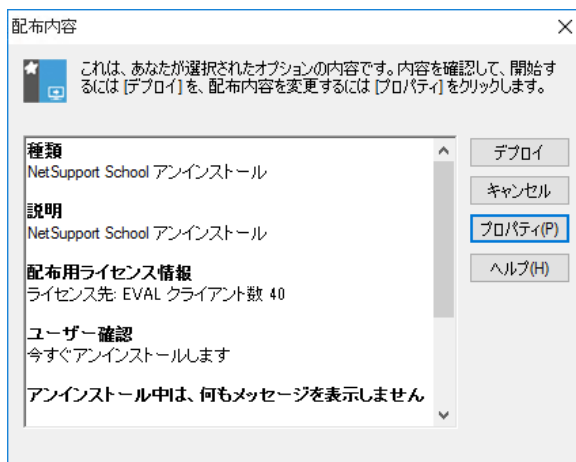 配布内容
これは、あなたが選択されたオプションの内容です。内容を確認して、開始す
るには [デプロイ] を、配布内容を変更するには [プロパティ] をクリックします。
種類
NetSupport School アンインストール
説明
NetSupport School アンインストール
配布用ライセンス情報
ライセンス先: EVAL クライアント数 40
ユーザー確認
今すぐアンインストールします
アンインストール中は、何もメッセージを表示しません
デプロイ
キャンセル
プロパティ(P)
ヘルプ(H)